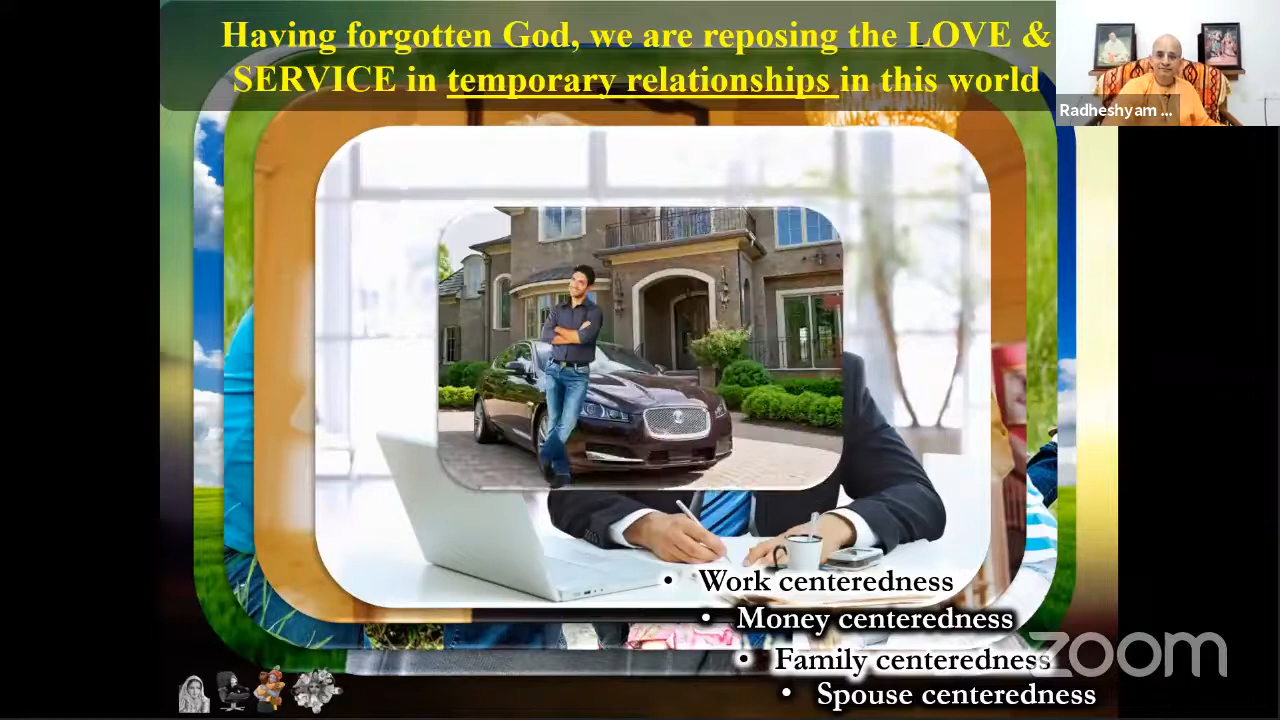 Having forgotten God, we are reposing the LOVE &
SERVICE in temporary relationships in this world
Radheshyam ...
• Work centeredness
• Money centeredness
• Family centeredness
• Spouse centeredness
zoom